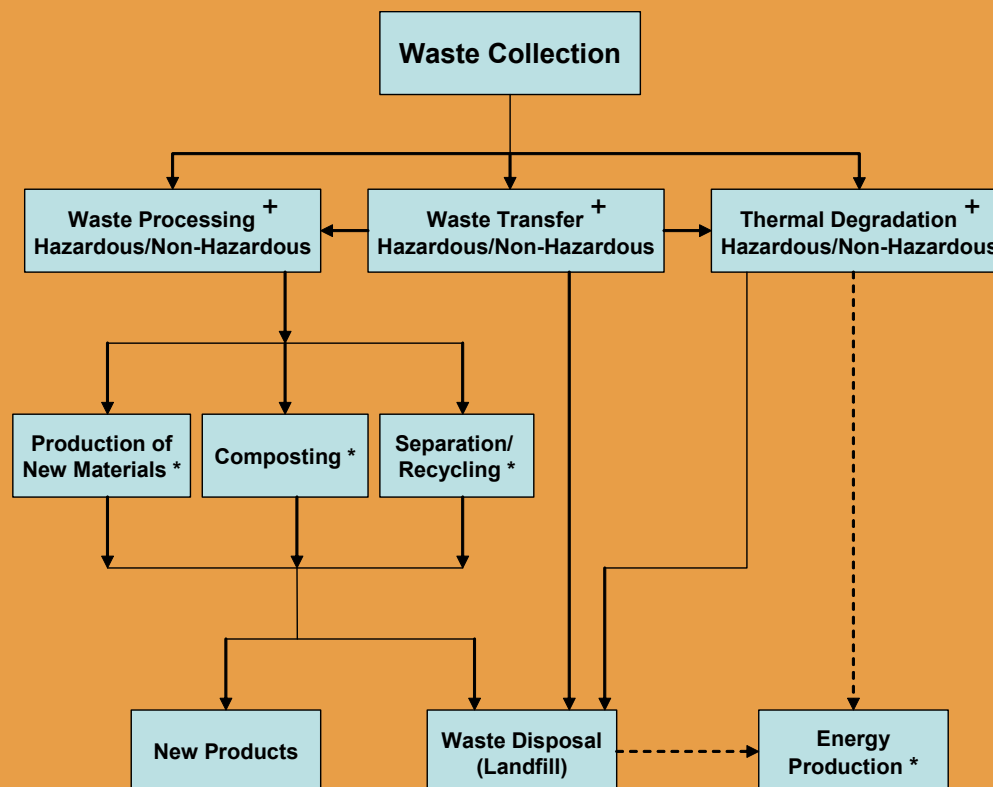 Waste Collection
Waste Processing +
Hazardous/Non-Hazardous
Waste Transfer +
Hazardous/Non-Hazardous
Thermal Degradation +
Hazardous/Non-Hazardous
Production of
New Materials *
Composting *
Separation/
Recycling *
New Products
Waste Disposal
(Landfill)
Energy
Production *